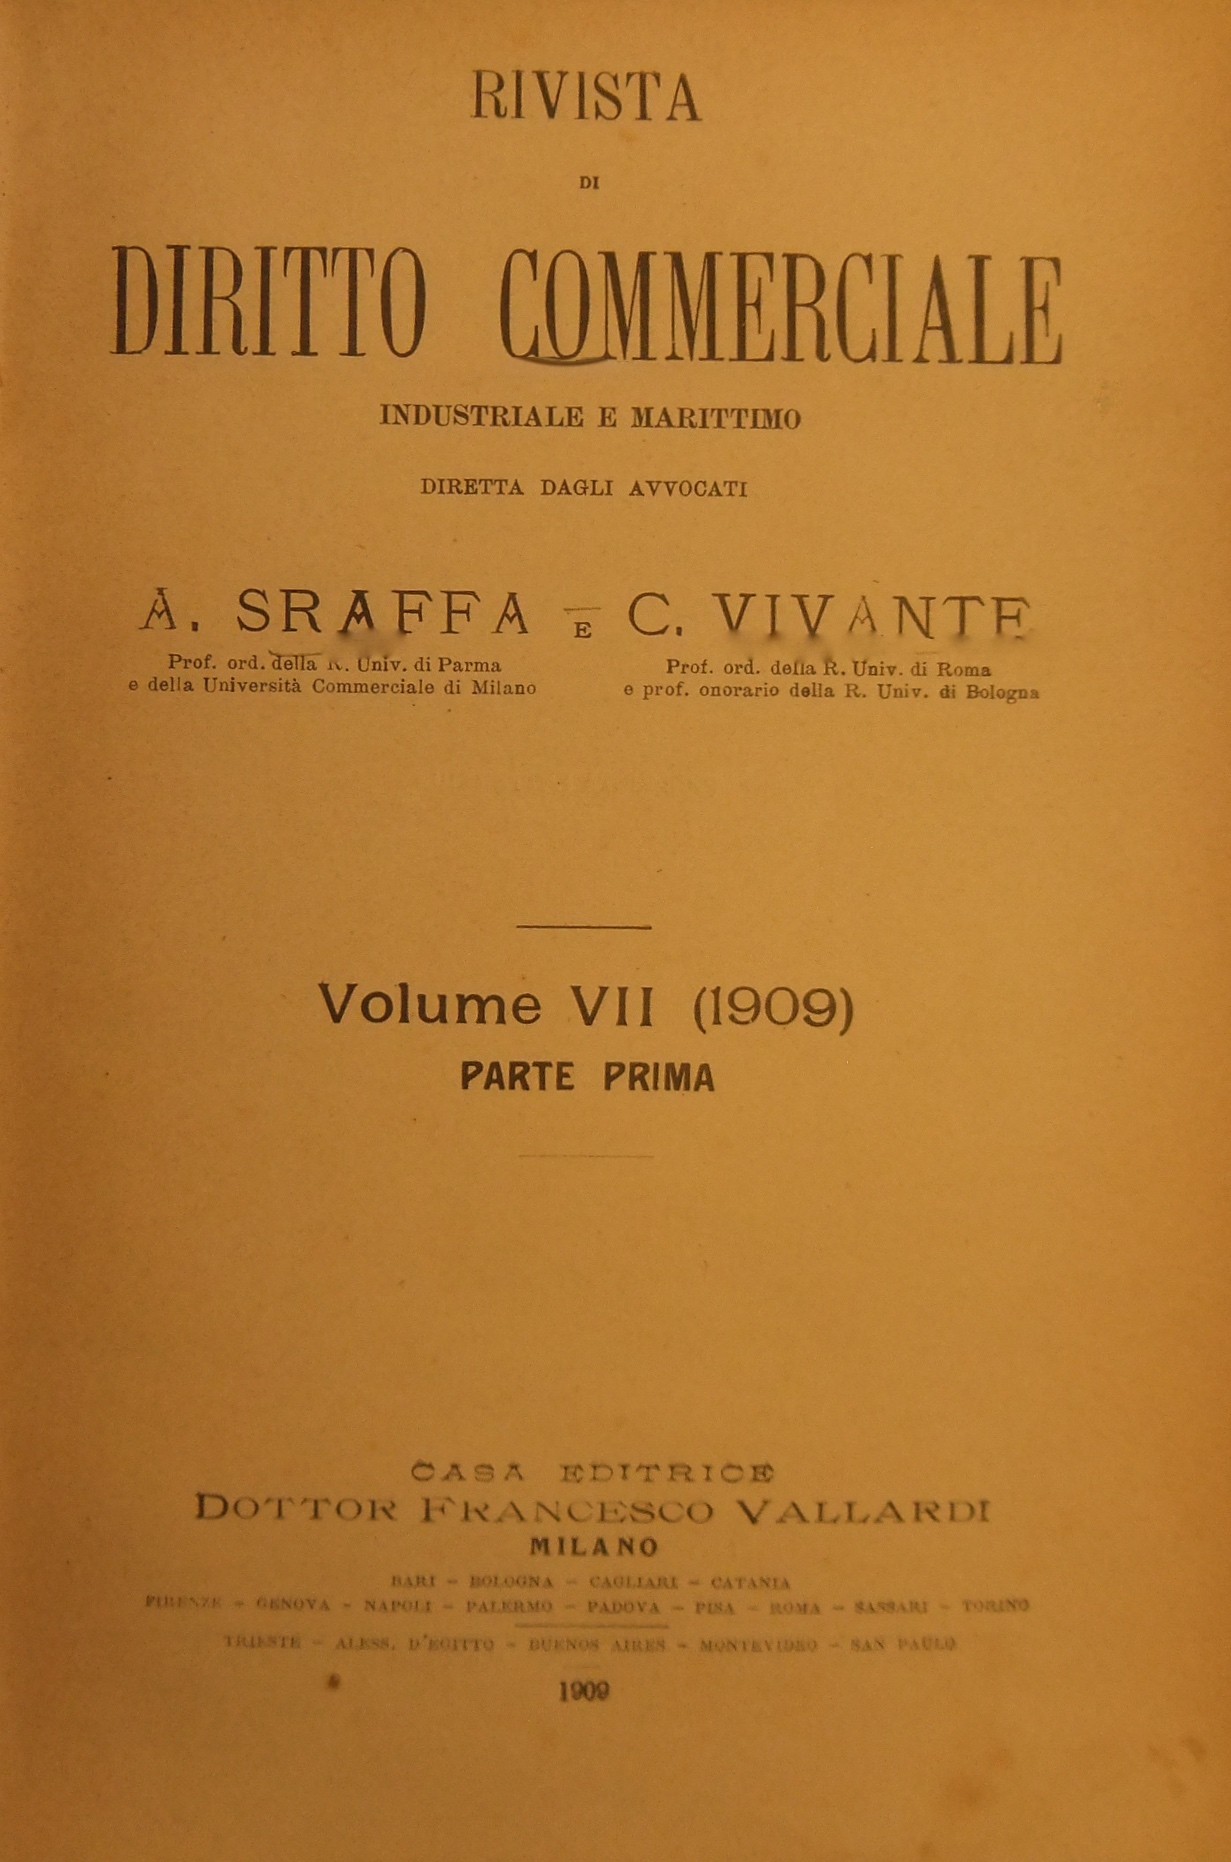 RIVISTA
DI
DIRITTO COMMERCIALE
INDUSTRIALE E MARITTIMO
DIRETTA DAGLI AVVOCATI
A. SRAFFA E C. VIVANTE
Prof. ord. della R. Univ. di Parma
e della Università Commerciale di Milano
Prof. ord. della R. Univ. di Roma
e prof. onorario della R. Univ. di Bologna
Volume VII (1909)
PARTE PRIMA
CASA EDITRICE
DOTTOR FRANCESCO VALLARDI
MILANO
BARI - BOLOGNA - CAGLIARI - CATANIA
FIRENZE - GENOVA - NAPOLI - PALERMO - PADOVA - PISA - ROMA - SASSARI - TORINO
TRIESTE - ALESS. D'EGITTO - BUENOS AIRES - MONTEVIDEO - SAN PAULO
1909